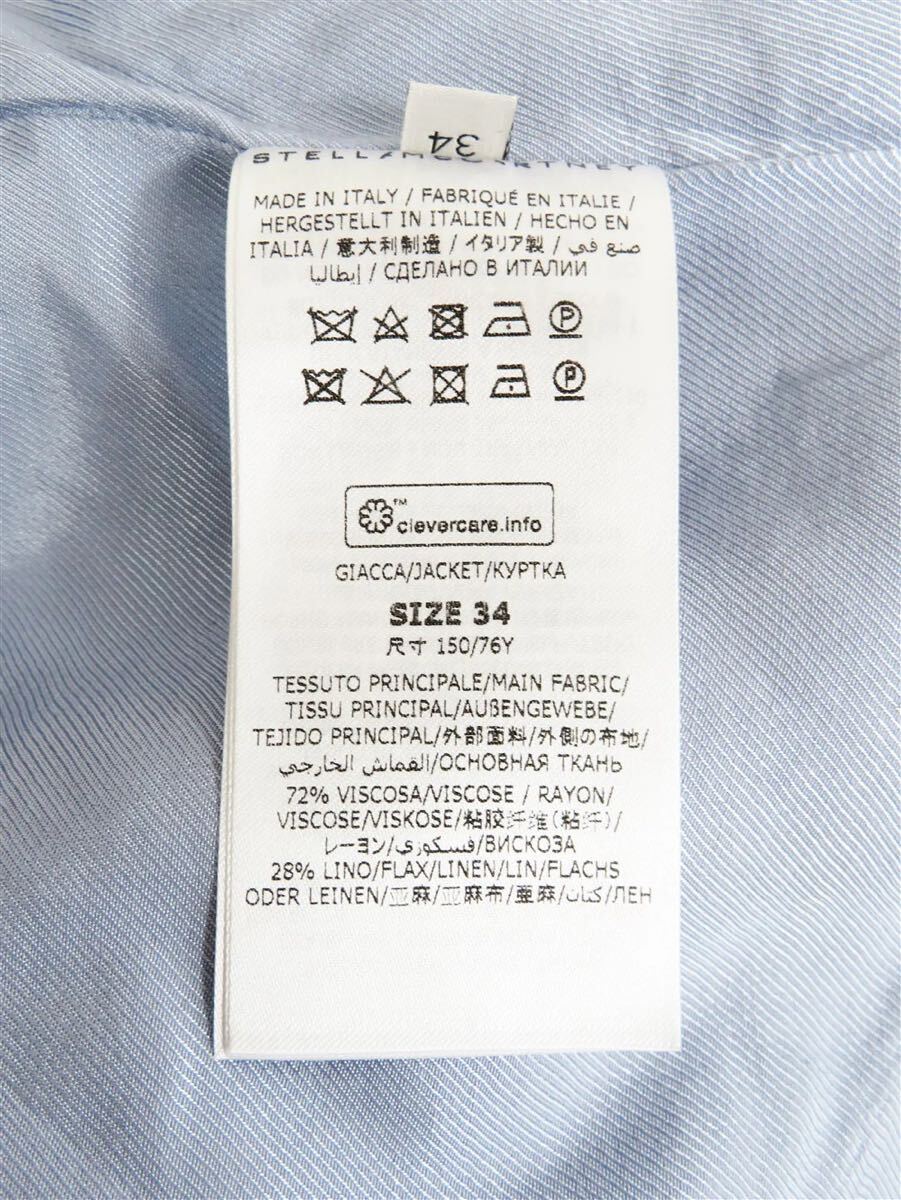 34
STELLA McCARTNEY
MADE IN ITALY / FABRIQUÉ EN ITALIE /
HERGESTELLT IN ITALIEN / HECHO EN
ITALIA / 意大利制造 / イタリア製 / صنع في
إيطاليا / СДЕЛАНО В ИТАЛИИ
P
P
™
clevercare.info
GIACCA/JACKET/КУРТКА
SIZE 34
尺寸 150/76Y
TESSUTO PRINCIPALE/MAIN FABRIC/
TISSU PRINCIPAL/AUßENGEWEBE/
TEJIDO PRINCIPAL/外部面料/外側の布地/
القماش الخارجي/ОСНОВНАЯ ТКАНЬ
72% VISCOSA/VISCOSE / RAYON/
VISCOSE/VISKOSE/粘胶纤维(粘纤)/
レーヨン/فسكوزي/ВИСКОЗА
28% LINO/FLAX/LINEN/LIN/FLACHS
ODER LEINEN/亚麻/亚麻布/亜麻/كتان/ЛЕН